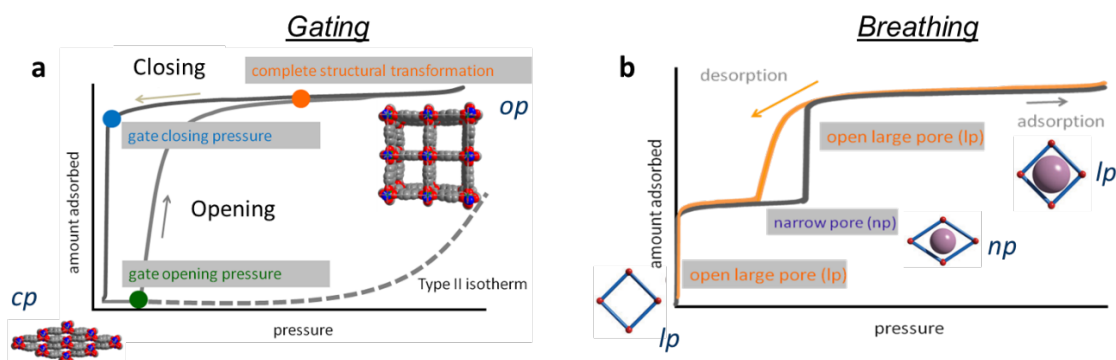 Gating
Breathing
a
Closing
complete structural transformation
op
gate closing pressure
Opening
gate opening pressure
Type II isotherm
cp
amount adsorbed
pressure
b
desorption
adsorption
open large pore (lp)
lp
narrow pore (np)
np
open large pore (lp)
lp
amount adsorbed
pressure